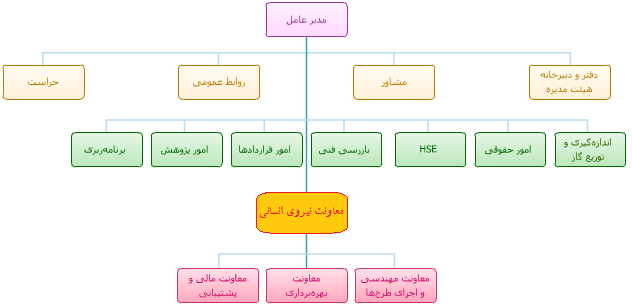 مدیر عامل
دفتر و دبیرخانه
هیئت مدیره
مشاور
روابط عمومی
حراست
اندازه‌گیری و
توزیع گاز
امور حقوقی
HSE
بازرسی فنی
امور قراردادها
امور پژوهش
برنامه‌ریزی
معاونت نیروی انسانی
معاونت مهندسی
و اجرای طرح‌ها
معاونت
بهره‌برداری
معاونت مالی و
پشتیبانی